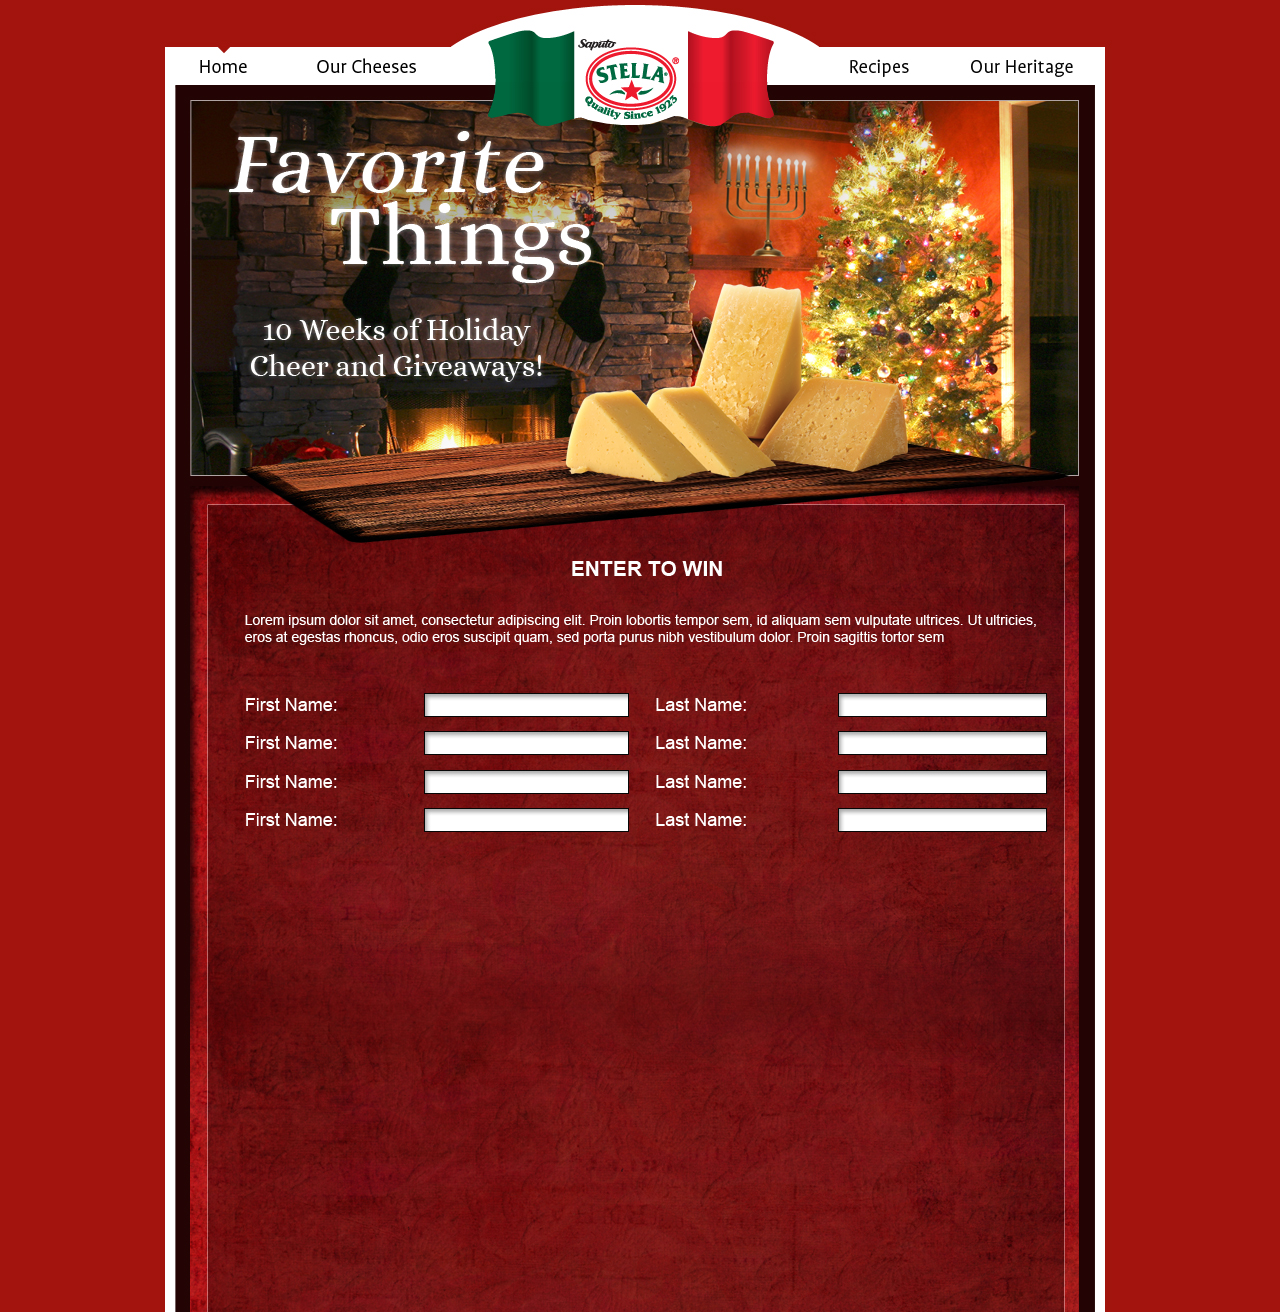 Home
Our Cheeses
Saputo
STELLA®
Quality Since 1923
Recipes
Our Heritage
Favorite
Things
10 Weeks of Holiday
Cheer and Giveaways!
ENTER TO WIN
Lorem ipsum dolor sit amet, consectetur adipiscing elit. Proin lobortis tempor sem, id aliquam sem vulputate ultrices. Ut ultricies,
eros at egestas rhoncus, odio eros suscipit quam, sed porta purus nibh vestibulum dolor. Proin sagittis tortor sem
First Name:
Last Name:
First Name:
Last Name:
First Name:
Last Name:
First Name:
Last Name: